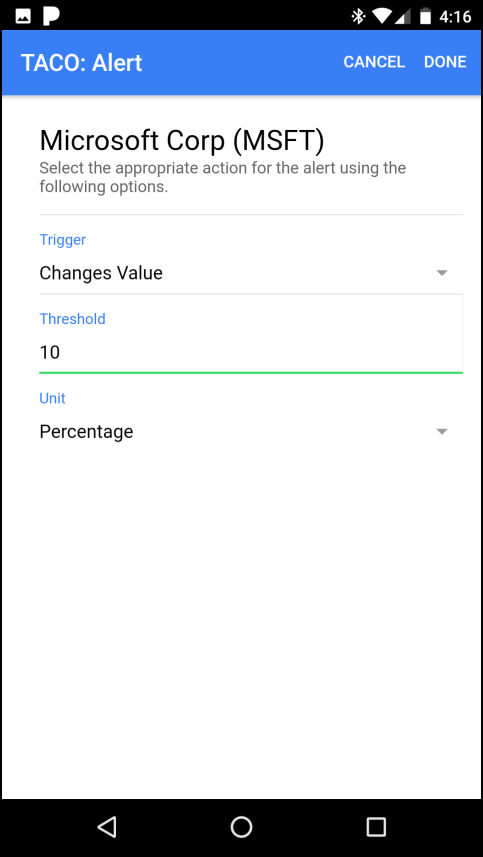 4:16
TACO: Alert
CANCEL
DONE
Microsoft Corp (MSFT)
Select the appropriate action for the alert using the
following options.
Trigger
Changes Value
Threshold
10
Unit
Percentage